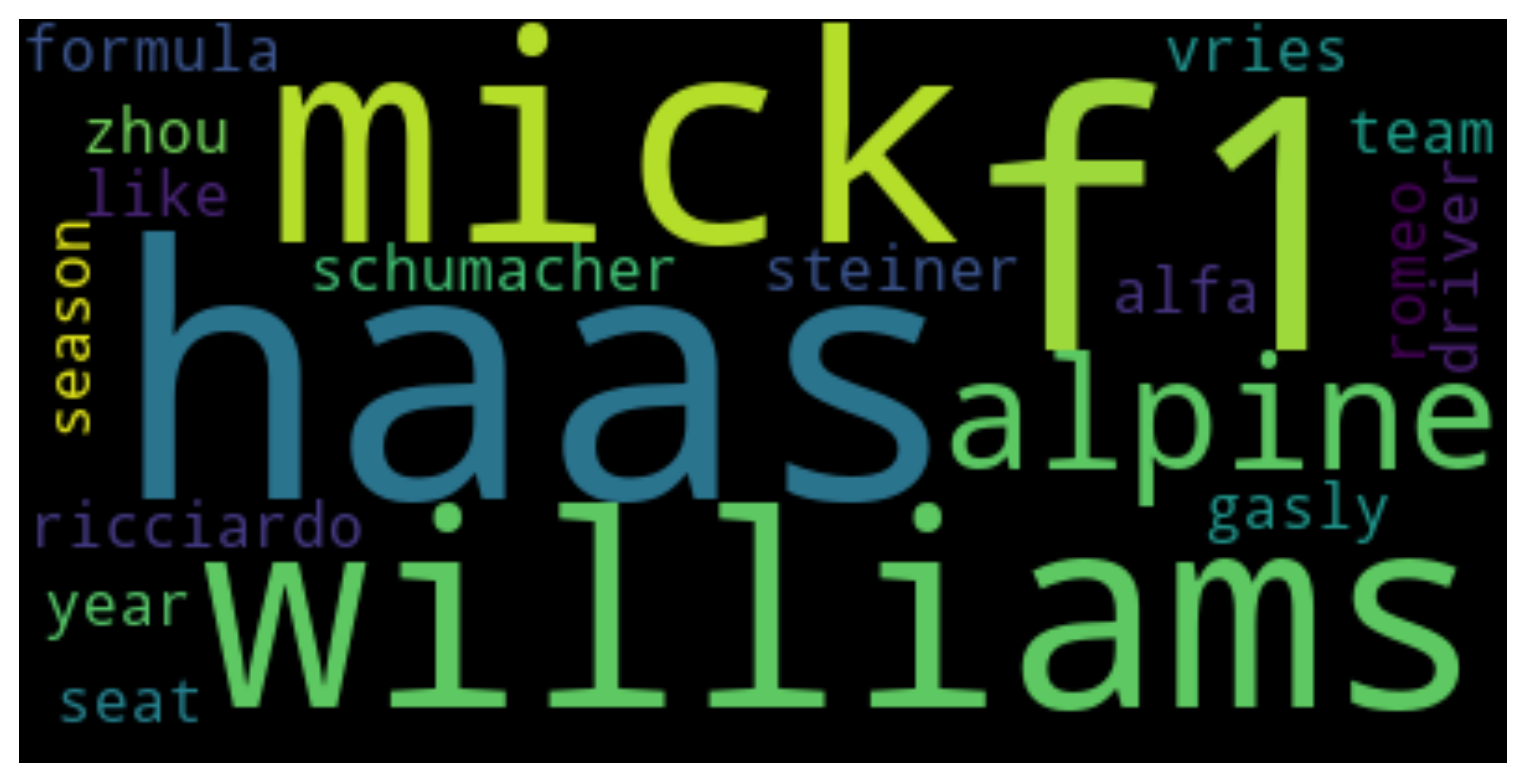 formula
mick
f1
vries
zhou
team
like
season
schumacher
steiner
alfa
romeo
driver
haas
alpine
ricciardo
gasly
year
williams
seat